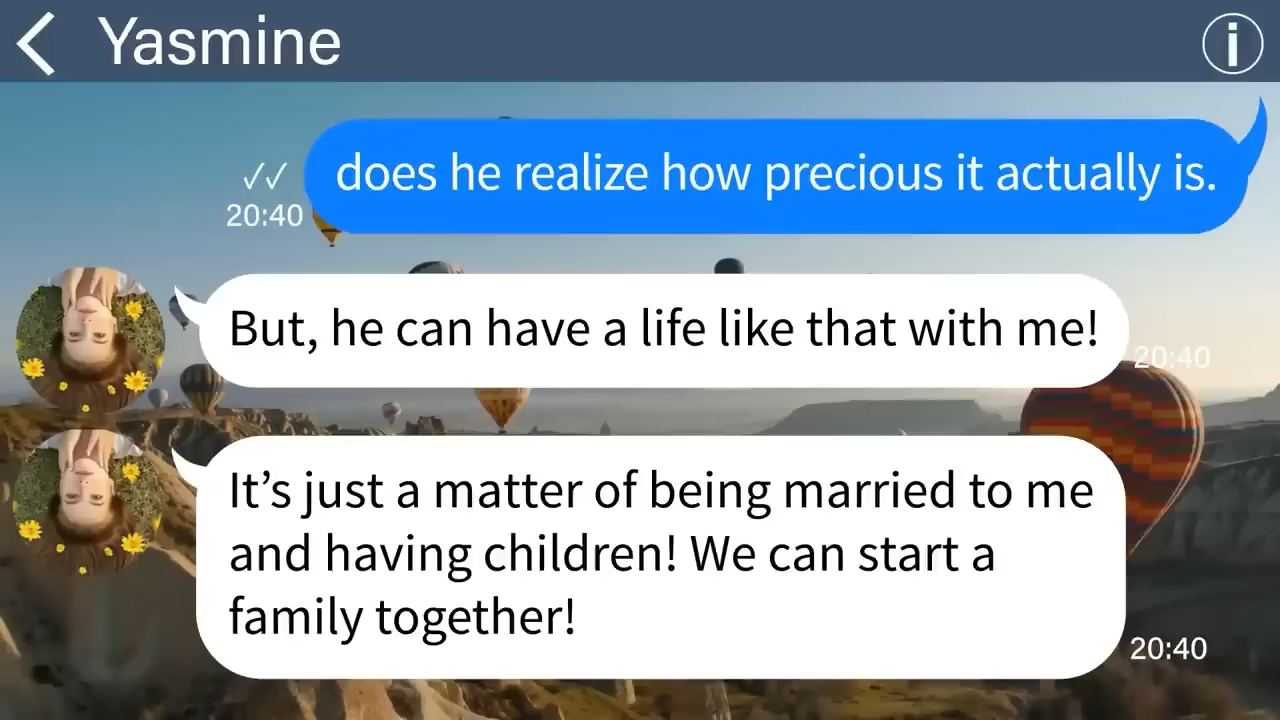 Yasmine
i
does he realize how precious it actually is.
20:40
But, he can have a life like that with me!
20:40
It’s just a matter of being married to me
and having children! We can start a
family together!
20:40